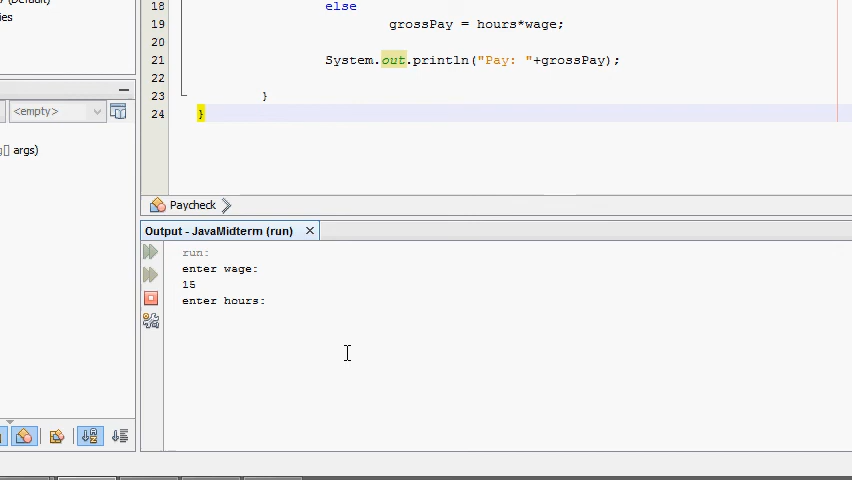 (Default)
ies
<empty>
[] args)
18 else
19 grossPay = hours*wage;
20
21 System.out.println("Pay: "+grossPay);
22
23 }
24 }
Paycheck
Output - JavaMidterm (run)
run:
enter wage:
15
enter hours: